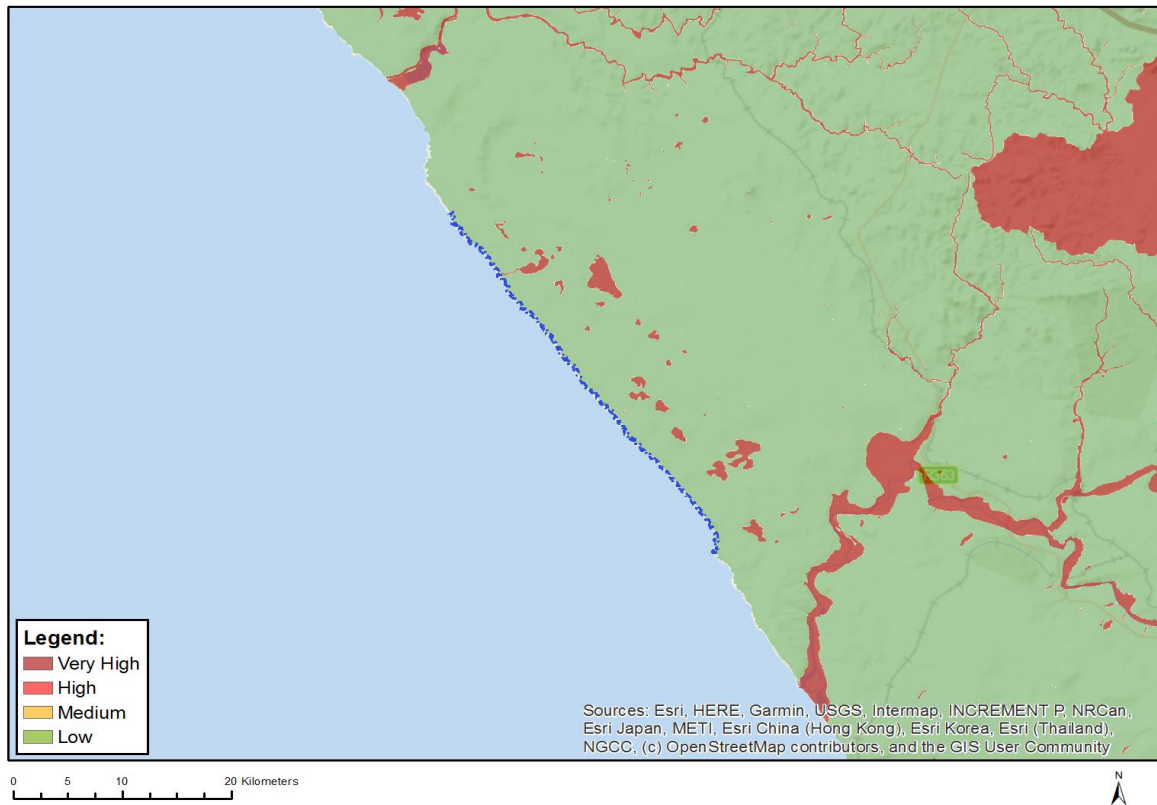 Legend:
Very High
High
Medium
Low
Sources: Esri, HERE, Garmin, USGS, Intermap, INCREMENT P, NRCan,
Esri Japan, METI, Esri China (Hong Kong), Esri Korea, Esri (Thailand),
NGCC, (c) OpenStreetMap contributors, and the GIS User Community
0 5 10 20 Kilometers
N